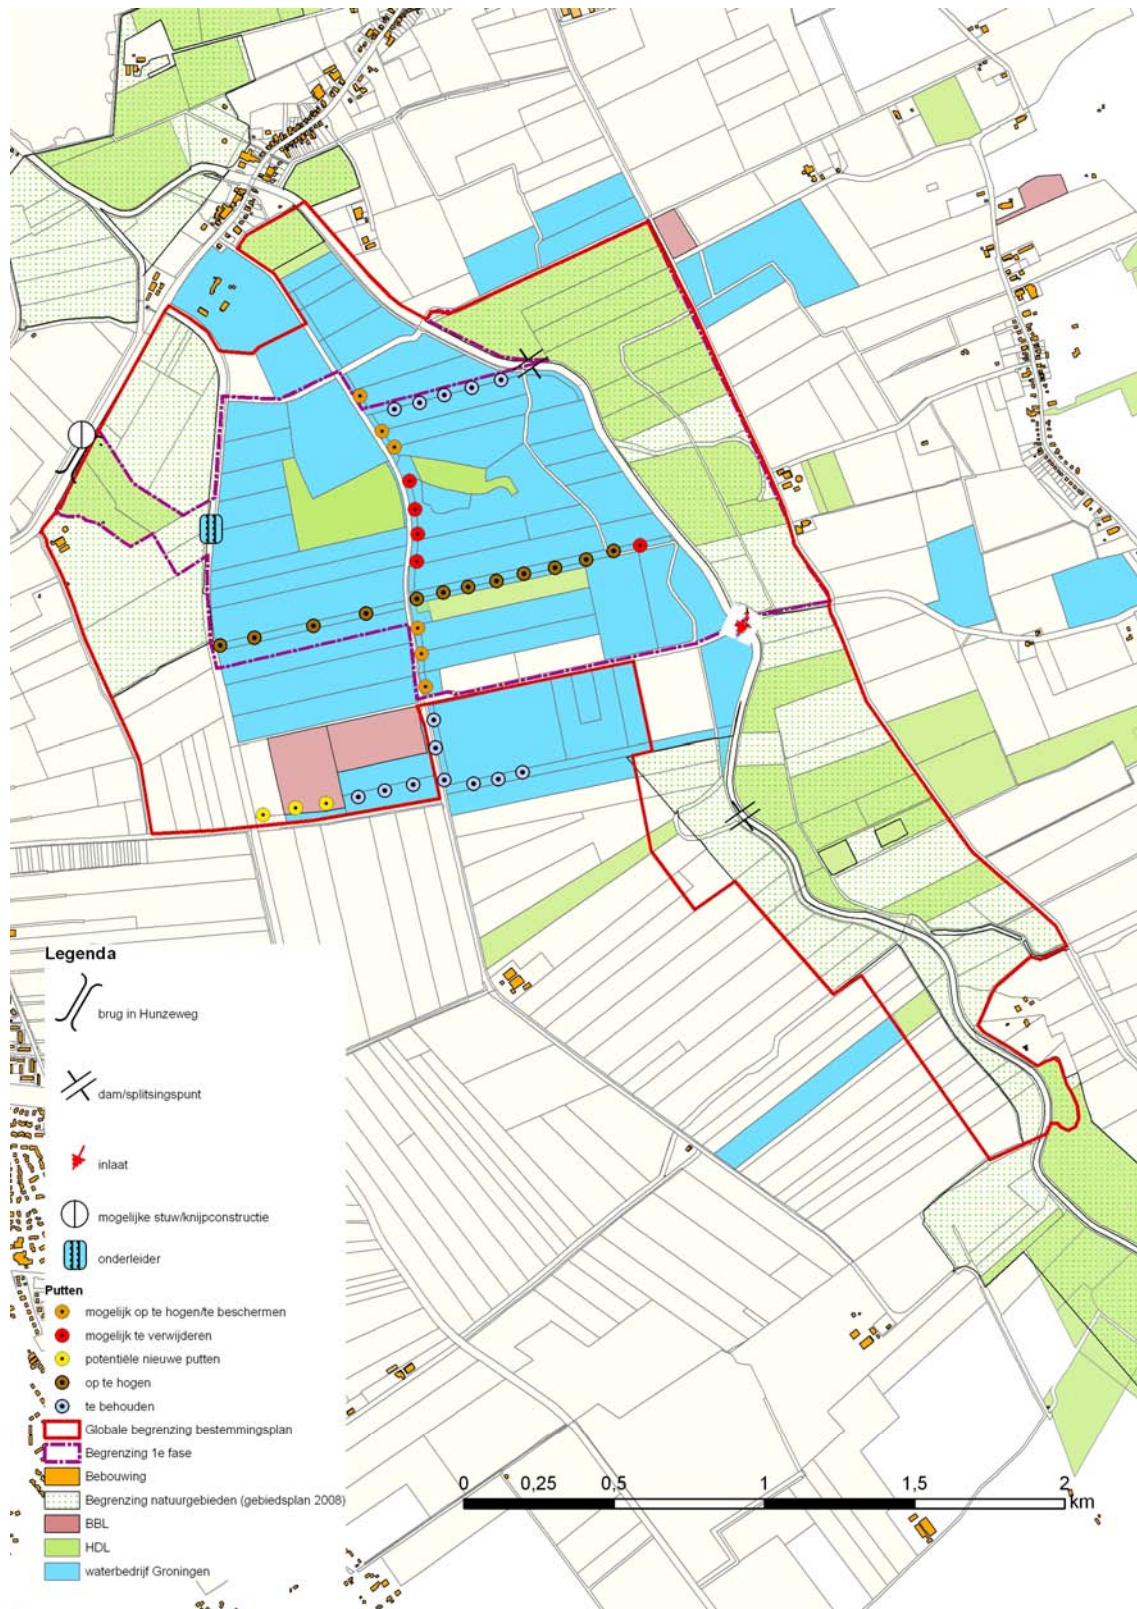 Legenda
brug in Hunzeweg
dam/splitsingspunt
inlaat
mogelijke stuw/knijpconstructie
onderleider
Putten
mogelijk op te hogen/te beschermen
mogelijk te verwijderen
potentiële nieuwe putten
op te hogen
te behouden
Globale begrenzing bestemmingsplan
Begrenzing 1e fase
Bebouwing
Begrenzing natuurgebieden (gebiedsplan 2008)
BBL
HDL
waterbedrijf Groningen
0 0,25 0,5 1 1,5 2
km